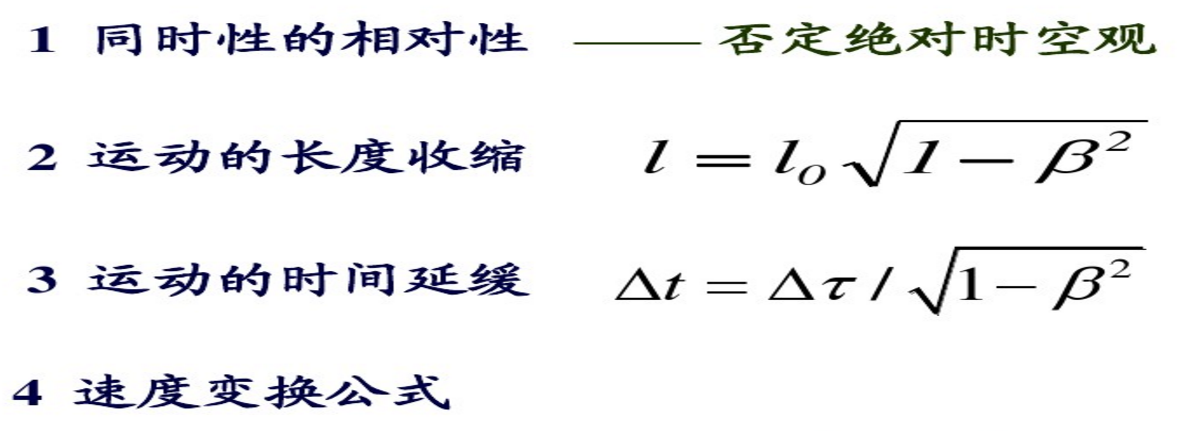 1 同时性的相对性 —— 否定绝对时空观
2 运动的长度收缩 l = l₀√(1 − β²)
3 运动的时间延缓 Δt = Δτ / √(1 − β²)
4 速度变换公式